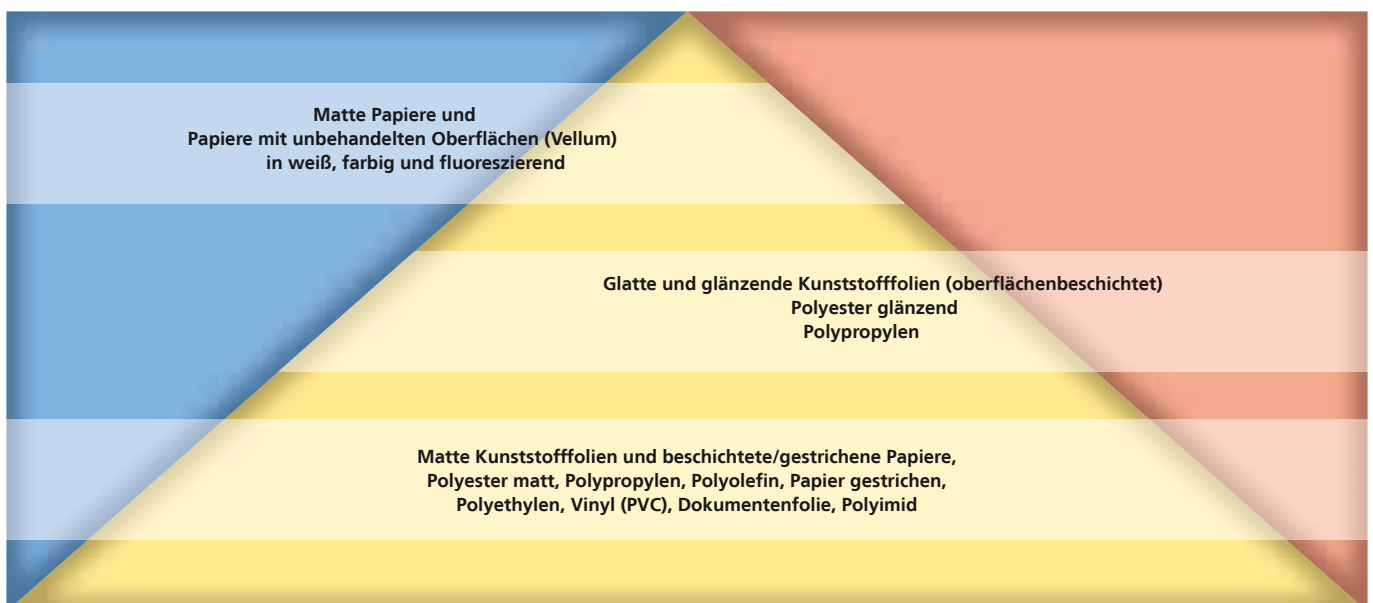 Matte Papiere und
Papiere mit unbehandelten Oberflächen (Vellum)
in weiß, farbig und fluoreszierend
Glatte und glänzende Kunststofffolien (oberflächenbeschichtet)
Polyester glänzend
Polypropylen
Matte Kunststofffolien und beschichtete/gestrichene Papiere,
Polyester matt, Polypropylen, Polyolefin, Papier gestrichen,
Polyethylen, Vinyl (PVC), Dokumentenfolie, Polyimid